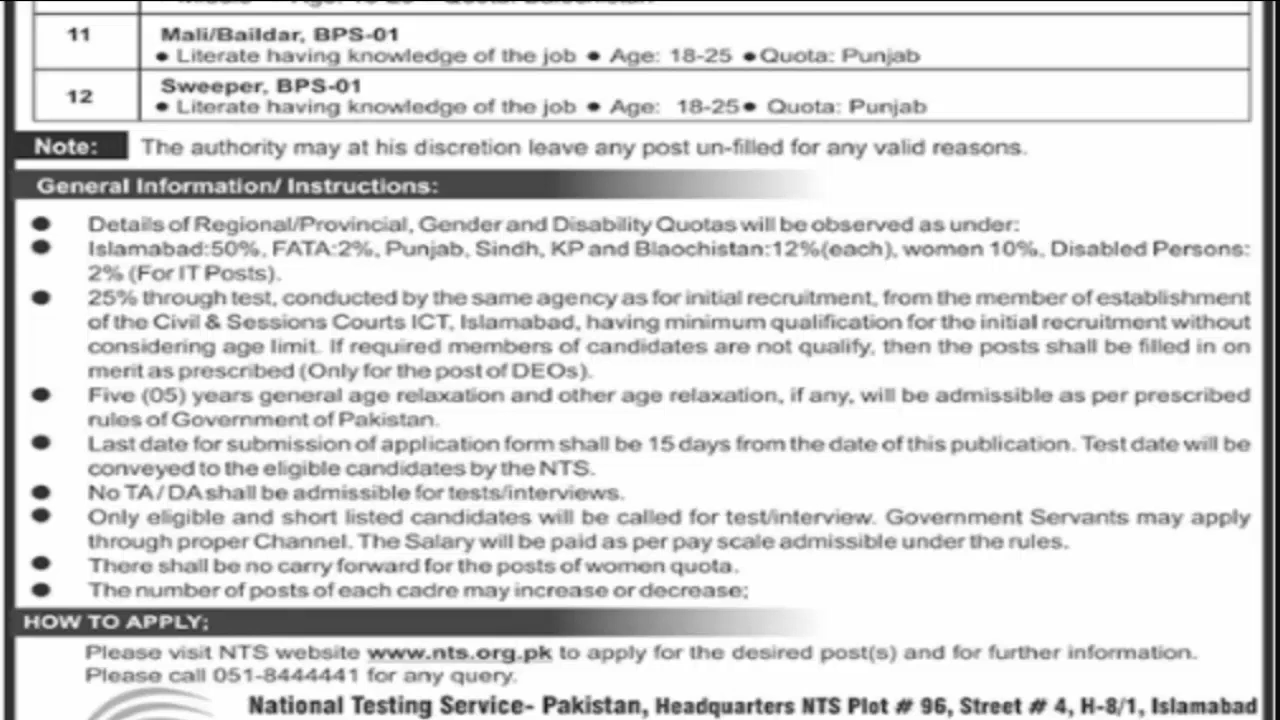 11
Mali/Baildar, BPS-01
● Literate having knowledge of the job ● Age: 18-25 ● Quota: Punjab
12
Sweeper, BPS-01
● Literate having knowledge of the job ● Age: 18-25 ● Quota: Punjab
Note: The authority may at his discretion leave any post un-filled for any valid reasons.
General Information/ Instructions:
● Details of Regional/Provincial, Gender and Disability Quotas will be observed as under:
● Islamabad:50%, FATA:2%, Punjab, Sindh, KP and Blaochistan:12%(each), women 10%, Disabled Persons:
2% (For IT Posts).
● 25% through test, conducted by the same agency as for initial recruitment, from the member of establishment
of the Civil & Sessions Courts ICT, Islamabad, having minimum qualification for the initial recruitment without
considering age limit. If required members of candidates are not qualify, then the posts shall be filled in on
merit as prescribed (Only for the post of DEOs).
● Five (05) years general age relaxation and other age relaxation, if any, will be admissible as per prescribed
rules of Government of Pakistan.
● Last date for submission of application form shall be 15 days from the date of this publication. Test date will be
conveyed to the eligible candidates by the NTS.
● No TA / DA shall be admissible for tests/interviews.
● Only eligible and short listed candidates will be called for test/interview. Government Servants may apply
through proper Channel. The Salary will be paid as per pay scale admissible under the rules.
● There shall be no carry forward for the posts of women quota.
● The number of posts of each cadre may increase or decrease;
HOW TO APPLY;
Please visit NTS website www.nts.org.pk to apply for the desired post(s) and for further information.
Please call 051-8444441 for any query.
National Testing Service- Pakistan, Headquarters NTS Plot # 96, Street # 4, H-8/1, Islamabad